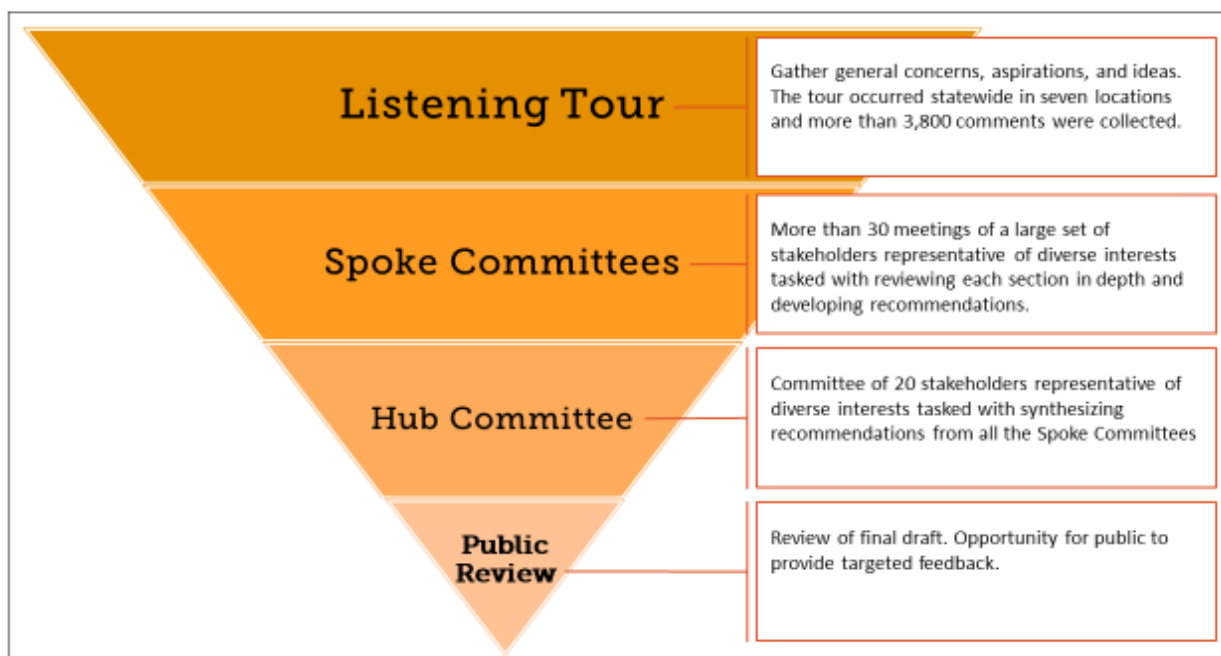 Listening Tour
Gather general concerns, aspirations, and ideas.
The tour occurred statewide in seven locations
and more than 3,800 comments were collected.
Spoke Committees
More than 30 meetings of a large set of
stakeholders representative of diverse interests
tasked with reviewing each section in depth and
developing recommendations.
Hub Committee
Committee of 20 stakeholders representative of
diverse interests tasked with synthesizing
recommendations from all the Spoke Committees
Public
Review
Review of final draft. Opportunity for public to
provide targeted feedback.